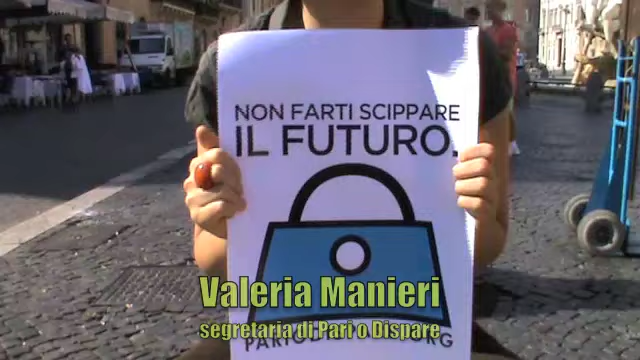 NON FARTI SCIPPARE
IL FUTURO.
Valeria Manieri
segretaria di Pari o Dispare